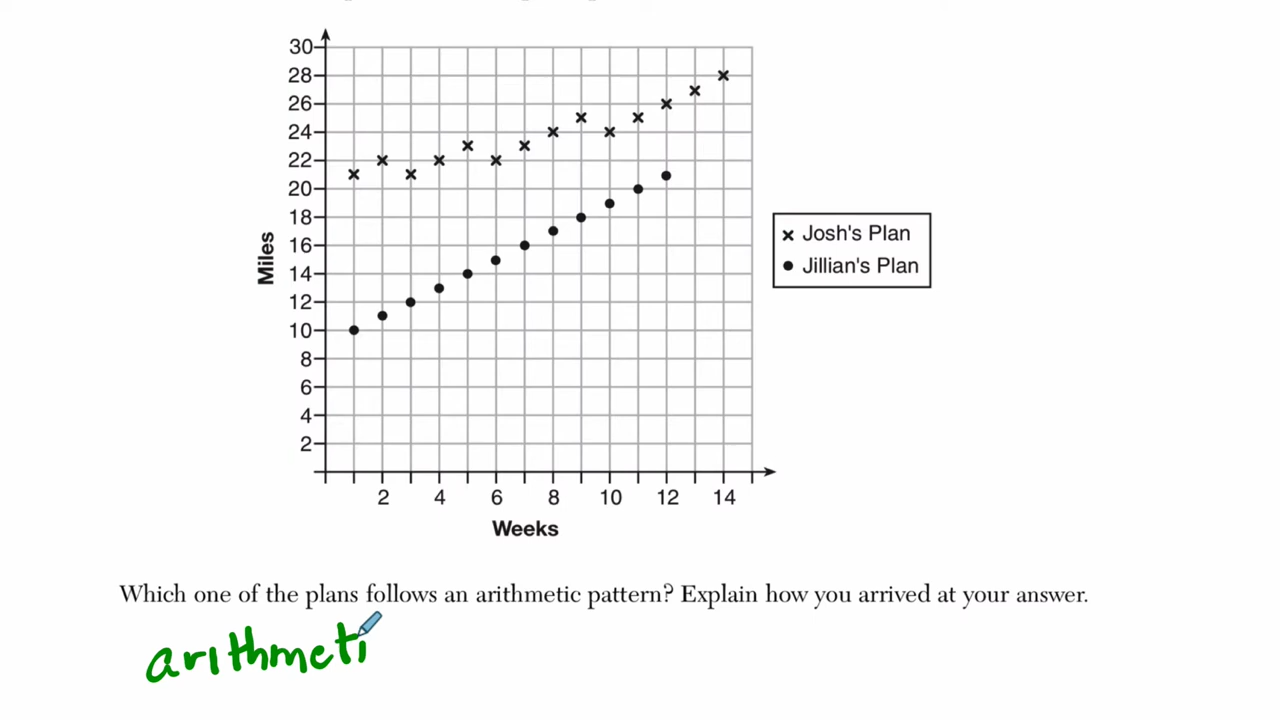 30
28
26
24
22
20
18
16
14
12
10
8
6
4
2
Miles
2 4 6 8 10 12 14
Weeks
Josh's Plan
Jillian's Plan
Which one of the plans follows an arithmetic pattern? Explain how you arrived at your answer.
arithmeti